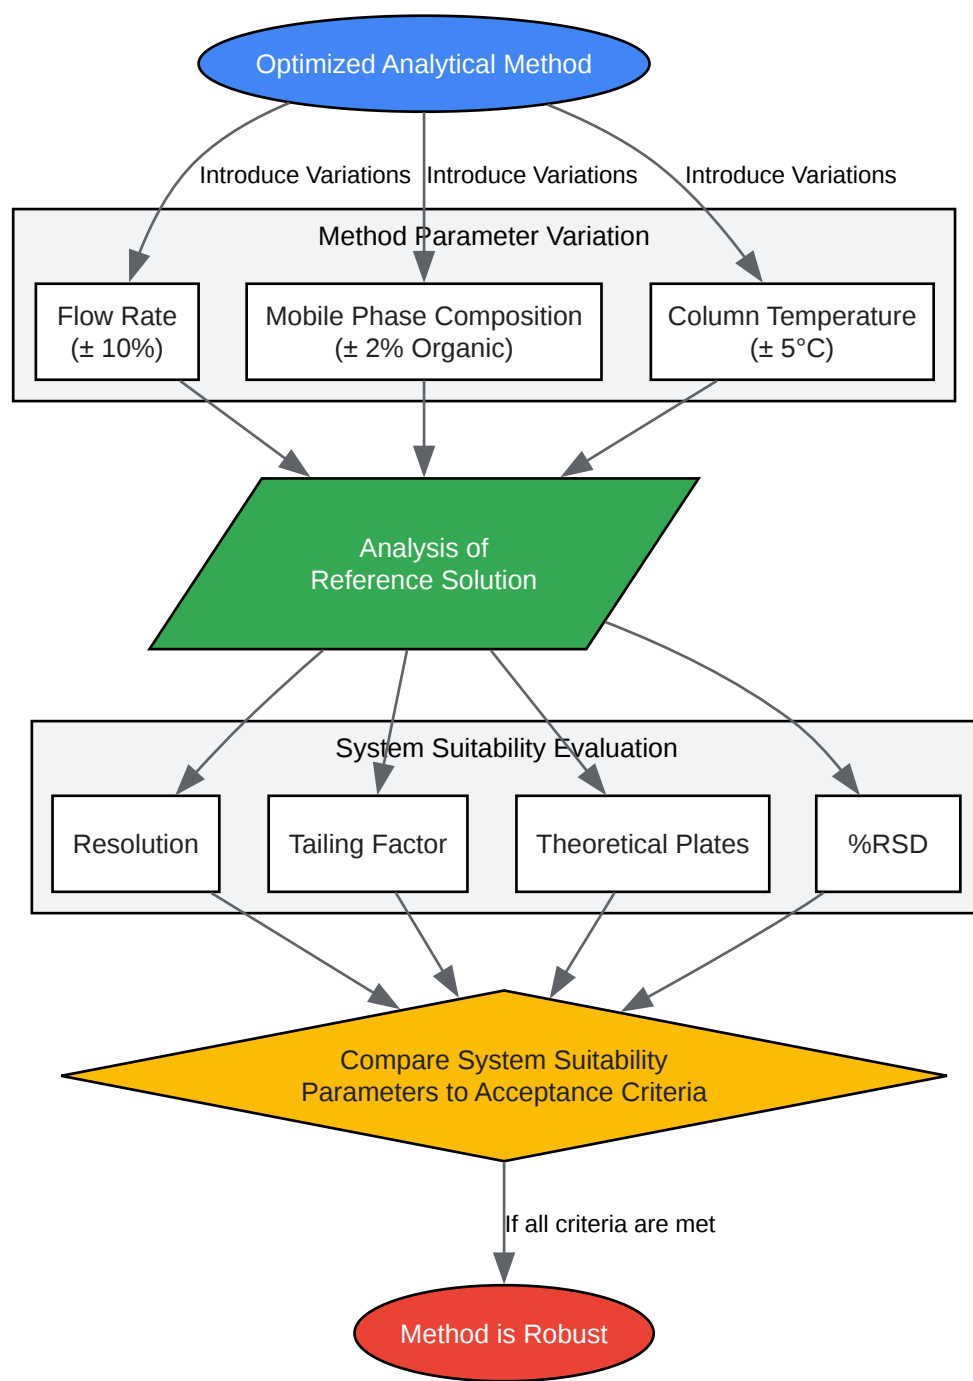 Optimized Analytical Method
Introduce Variations
Introduce Variations
Introduce Variations
Method Parameter Variation
Flow Rate
(± 10%)
Mobile Phase Composition
(± 2% Organic)
Column Temperature
(± 5°C)
Analysis of
Reference Solution
System Suitability Evaluation
Resolution
Tailing Factor
Theoretical Plates
%RSD
Compare System Suitability
Parameters to Acceptance Criteria
If all criteria are met
Method is Robust